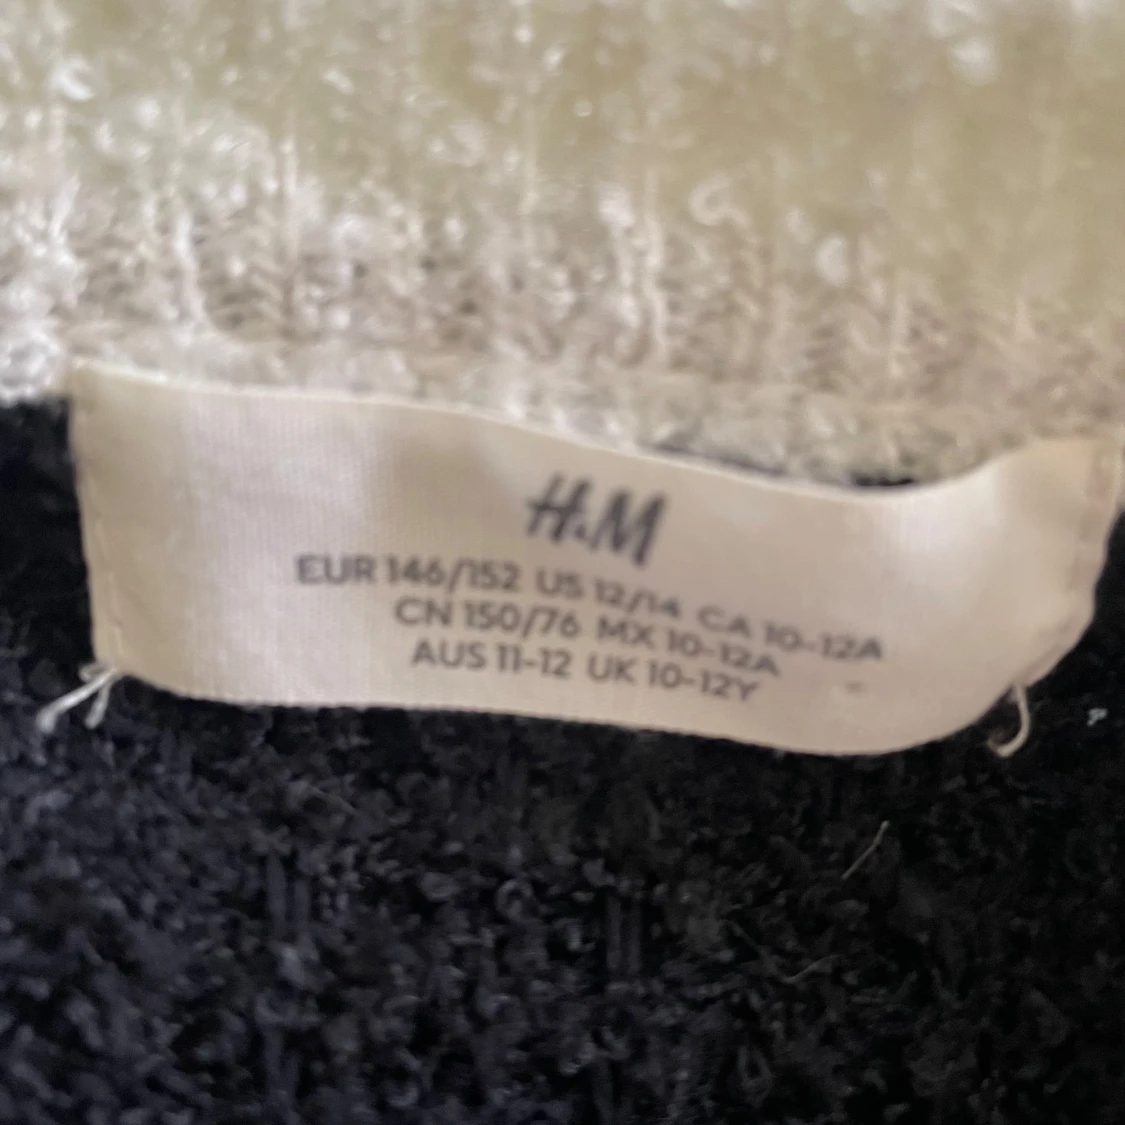 H&M
EUR 146/152 US 12/14 CA 10-12A
CN 150/76 MX 10-12A
AUS 11-12 UK 10-12Y